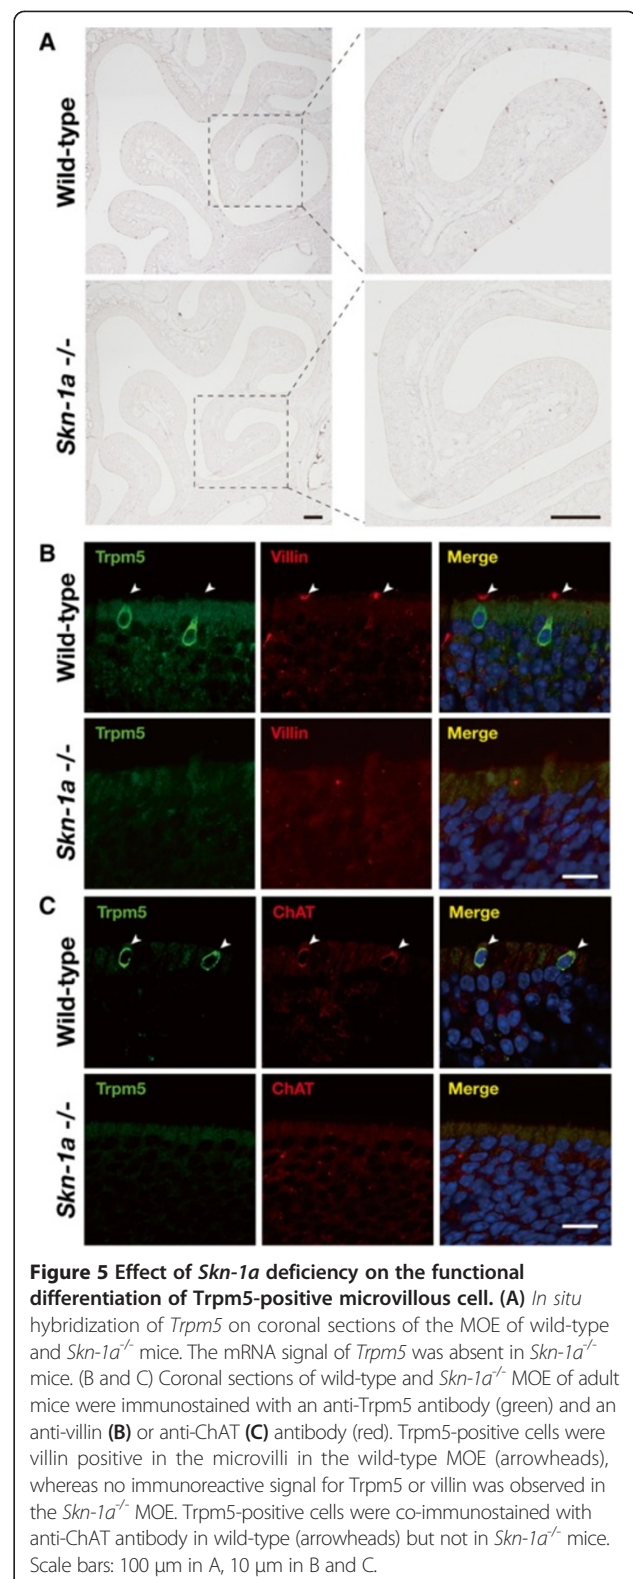 A
Wild-type
Skn-1a -/-
B
Trpm5
Villin
Merge
Wild-type
Trpm5
Villin
Merge
Skn-1a -/-
C
Trpm5
ChAT
Merge
Wild-type
Trpm5
ChAT
Merge
Skn-1a -/-
Figure 5 Effect of Skn-1a deficiency on the functional
differentiation of Trpm5-positive microvillous cell. (A) In situ
hybridization of Trpm5 on coronal sections of the MOE of wild-type
and Skn-1a-/- mice. The mRNA signal of Trpm5 was absent in Skn-1a-/-
mice. (B and C) Coronal sections of wild-type and Skn-1a-/- MOE of adult
mice were immunostained with an anti-Trpm5 antibody (green) and an
anti-villin (B) or anti-ChAT (C) antibody (red). Trpm5-positive cells were
villin positive in the microvilli in the wild-type MOE (arrowheads),
whereas no immunoreactive signal for Trpm5 or villin was observed in
the Skn-1a-/- MOE. Trpm5-positive cells were co-immunostained with
anti-ChAT antibody in wild-type (arrowheads) but not in Skn-1a-/- mice.
Scale bars: 100 μm in A, 10 μm in B and C.